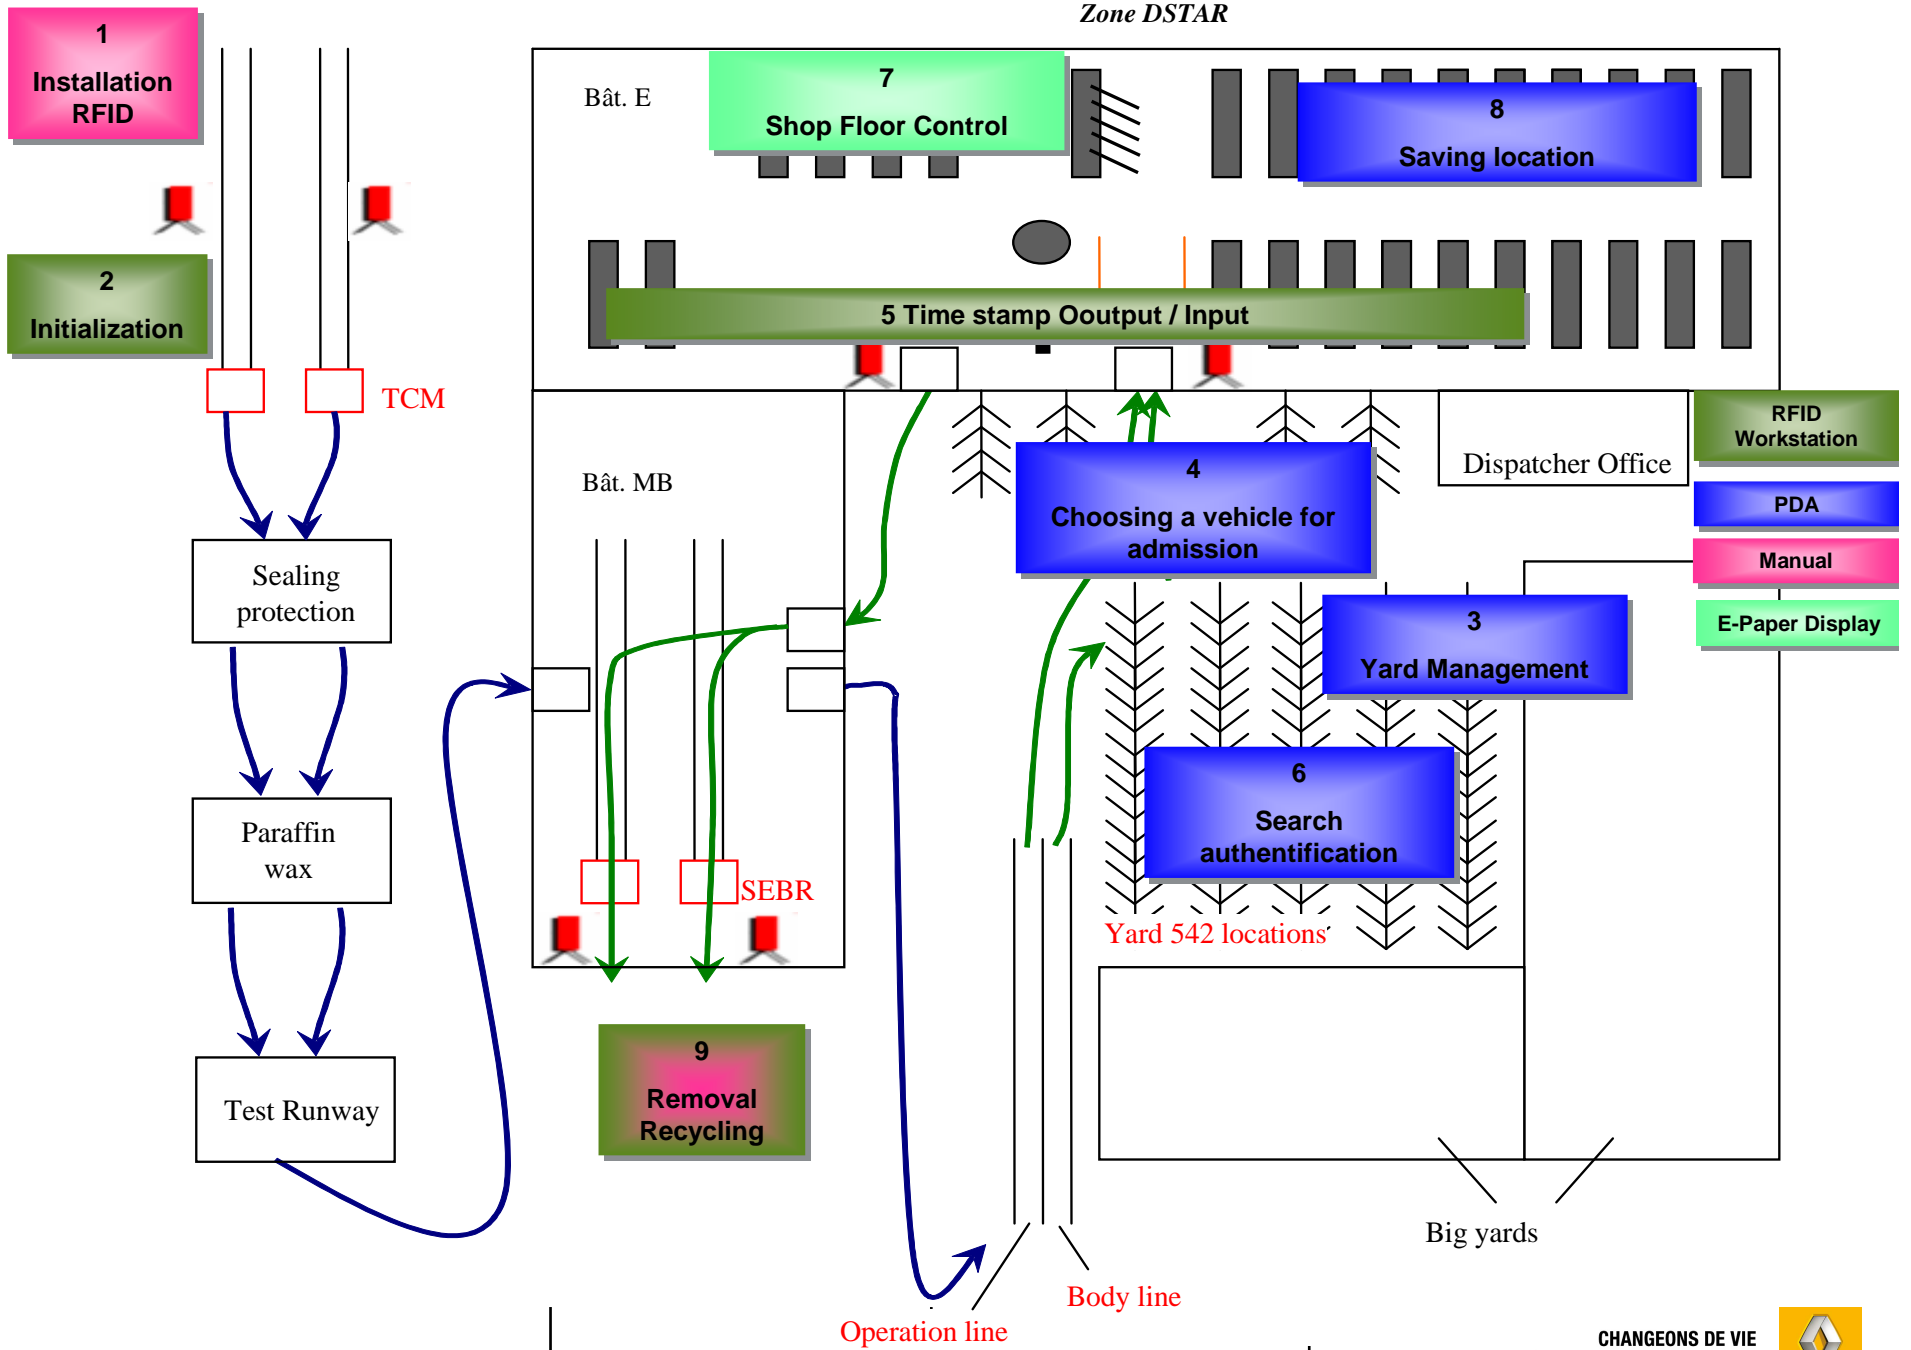 Zone DSTAR
1
Installation
RFID
Bât. E
7
Shop Floor Control
8
Saving location
2
Initialization
5 Time stamp Ooutput / Input
TCM
Bât. MB
4
Choosing a vehicle for
admission
Dispatcher Office
RFID
Workstation
PDA
Manual
E-Paper Display
Sealing
protection
3
Yard Management
6
Search
authentification
Paraffin
wax
SEBR
Yard 542 locations
9
Removal
Recycling
Test Runway
Big yards
Body line
Operation line
CHANGEONS DE VIE